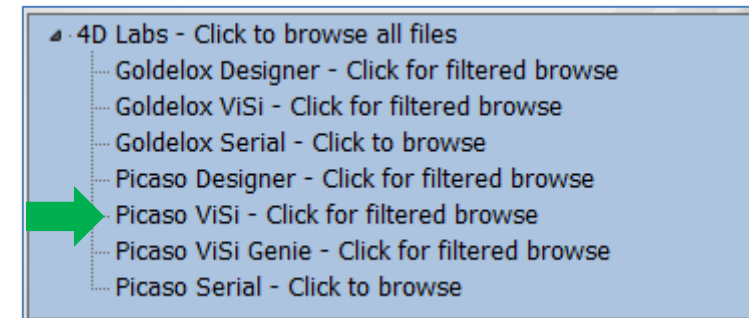 4D Labs - Click to browse all files
Goldelox Designer - Click for filtered browse
Goldelox ViSi - Click for filtered browse
Goldelox Serial - Click to browse
Picaso Designer - Click for filtered browse
Picaso ViSi - Click for filtered browse
Picaso ViSi Genie - Click for filtered browse
Picaso Serial - Click to browse